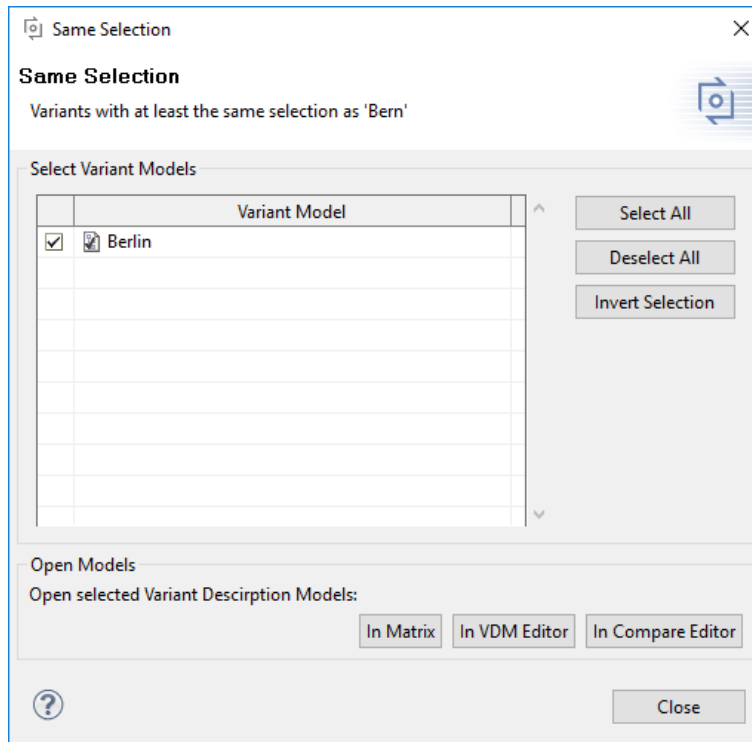 Same Selection
Same Selection
Variants with at least the same selection as 'Bern'
Select Variant Models
Variant Model
Berlin
Select All
Deselect All
Invert Selection
Open Models
Open selected Variant Descirption Models:
In Matrix In VDM Editor In Compare Editor
Close